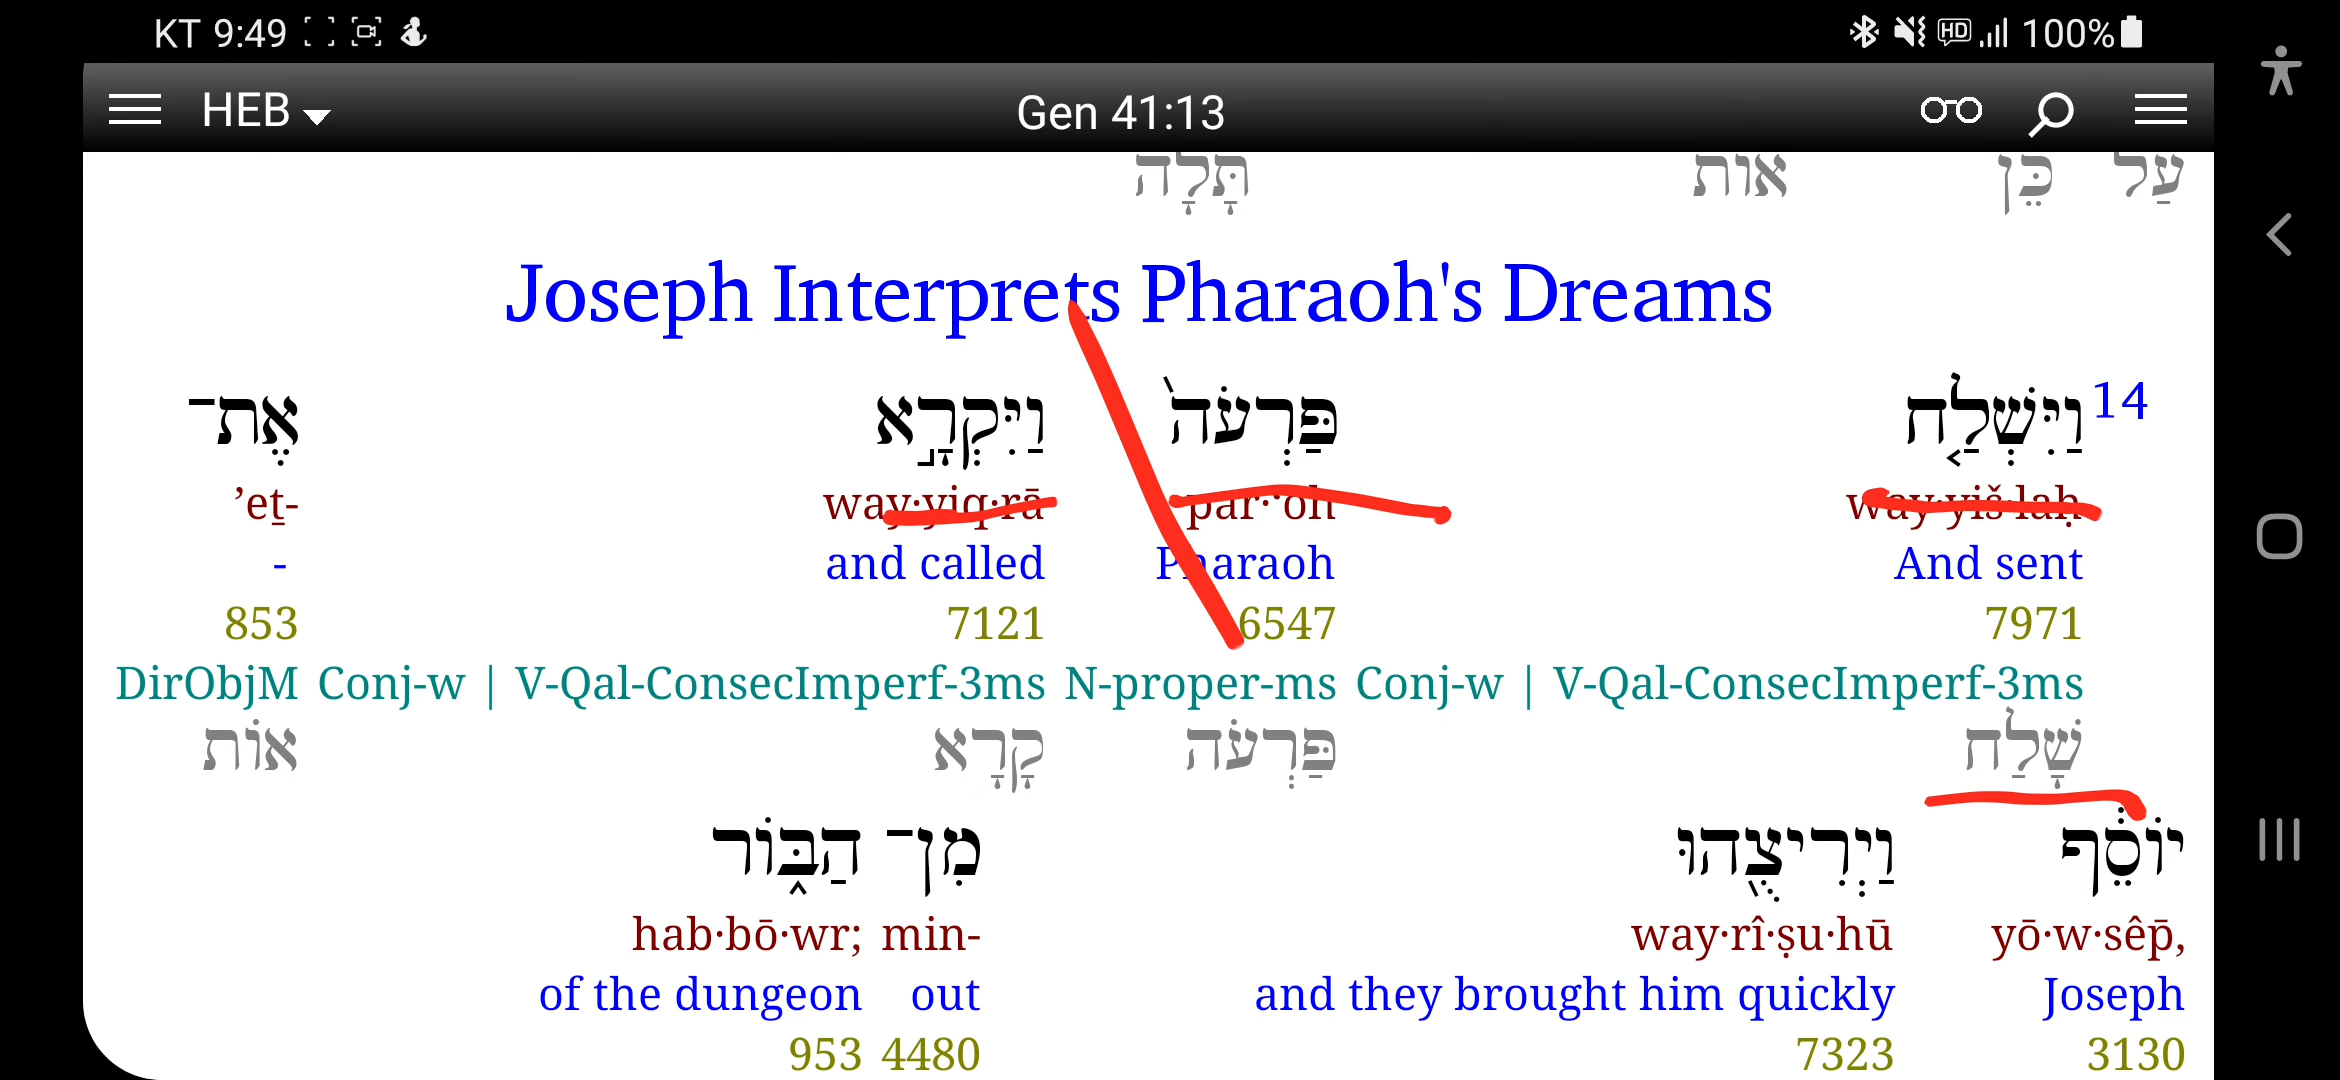 KT 9:49 HD 100%
HEB Gen 41:13
עַל כֵּן אוֹת תָּלָה
Joseph Interprets Pharaoh's Dreams
14 וַיִּשְׁלַ֤ח פַּרְעֹה֙ וַיִּקְרָ֣א אֶת־
way·yiš·laḥ par·‘oh way·yiq·rā ’eṯ-
And sent Pharaoh and called -
7971 6547 7121 853
Conj-w | V-Qal-ConsecImperf-3ms N-proper-ms Conj-w | V-Qal-ConsecImperf-3ms DirObjM
שָׁלַח פַּרְעֹה קָרָא אוֹת
יוֹסֵ֔ף וַיְרִיצֻ֖הוּ מִן־ הַבּ֑וֹר
yō·w·sêp̄, way·rî·ṣu·hū min- hab·bō·wr;
Joseph and they brought him quickly out of the dungeon
3130 7323 4480 953